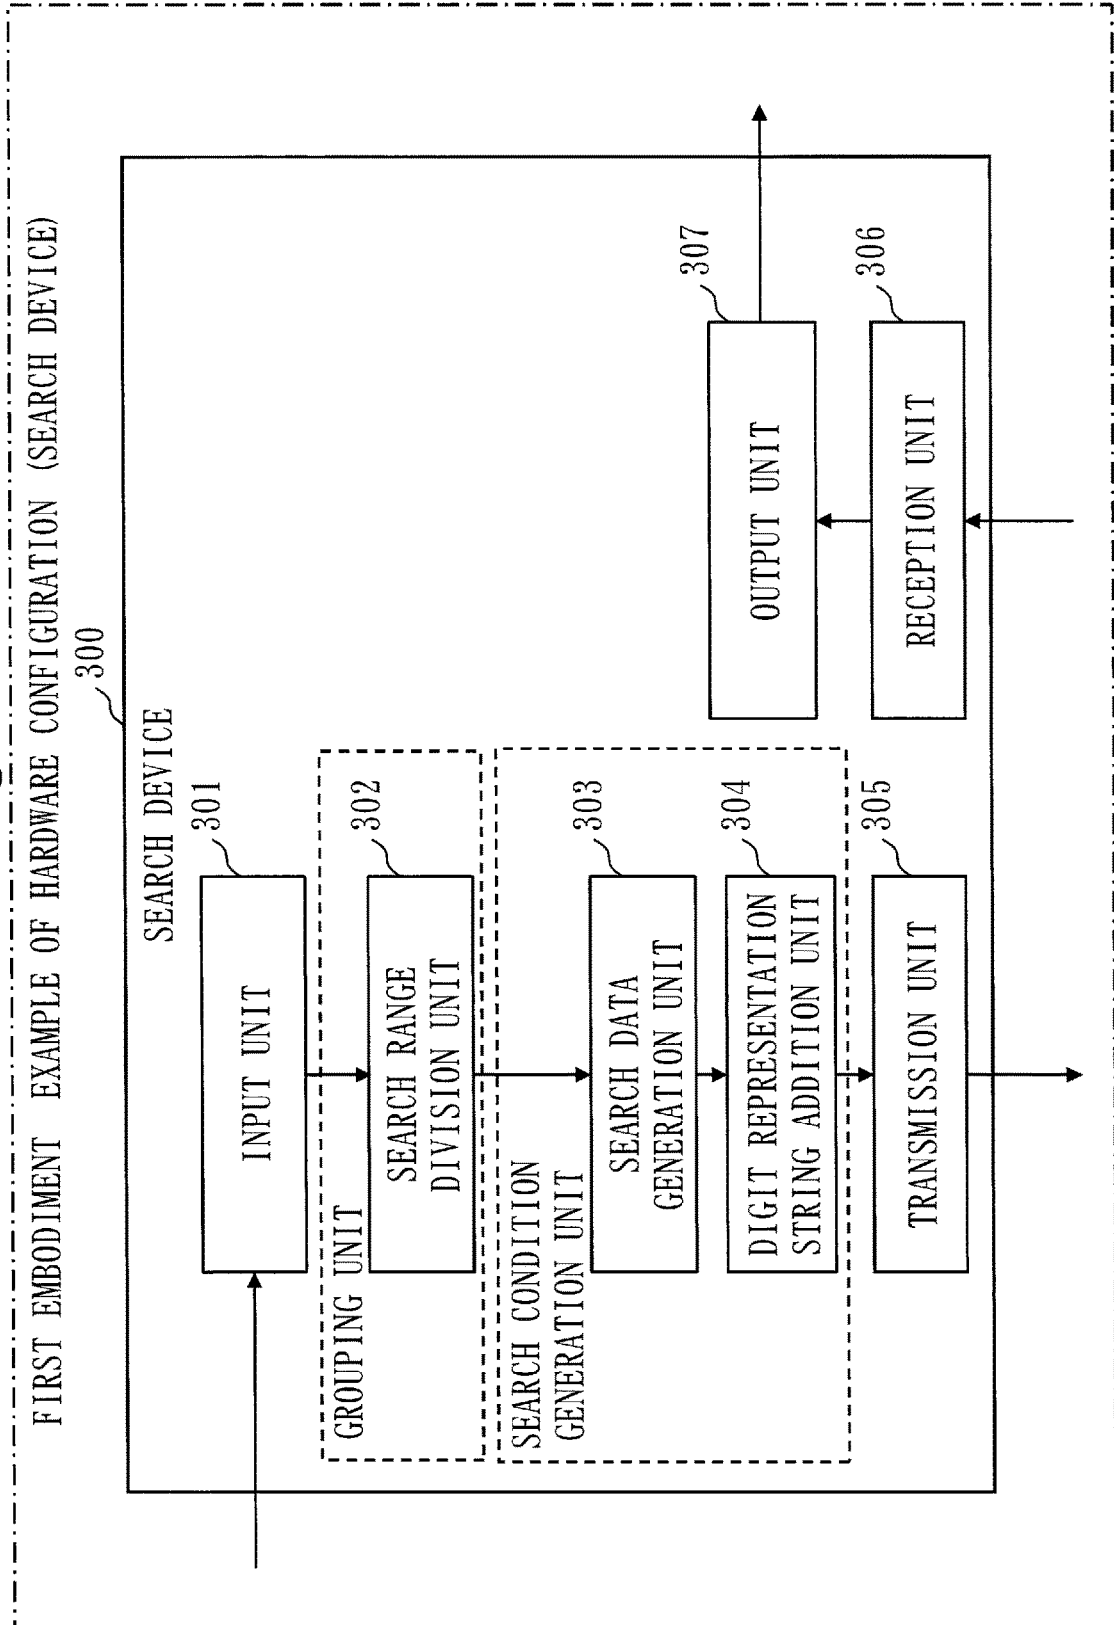 FIRST EMBODIMENT EXAMPLE OF HARDWARE CONFIGURATION (SEARCH DEVICE)
300
SEARCH DEVICE
301
INPUT UNIT
GROUPING UNIT
302
SEARCH RANGE
DIVISION UNIT
SEARCH CONDITION
GENERATION UNIT
303
SEARCH DATA
GENERATION UNIT
304
DIGIT REPRESENTATION
STRING ADDITION UNIT
305
TRANSMISSION UNIT
307
OUTPUT UNIT
306
RECEPTION UNIT